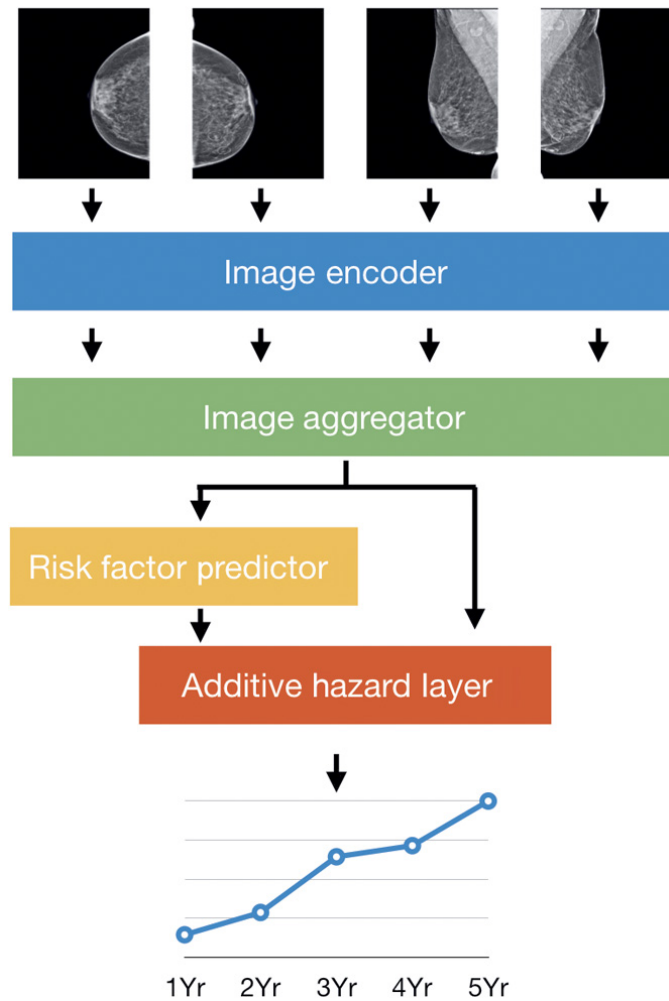 Image encoder
Image aggregator
Risk factor predictor
Additive hazard layer
1Yr 2Yr 3Yr 4Yr 5Yr